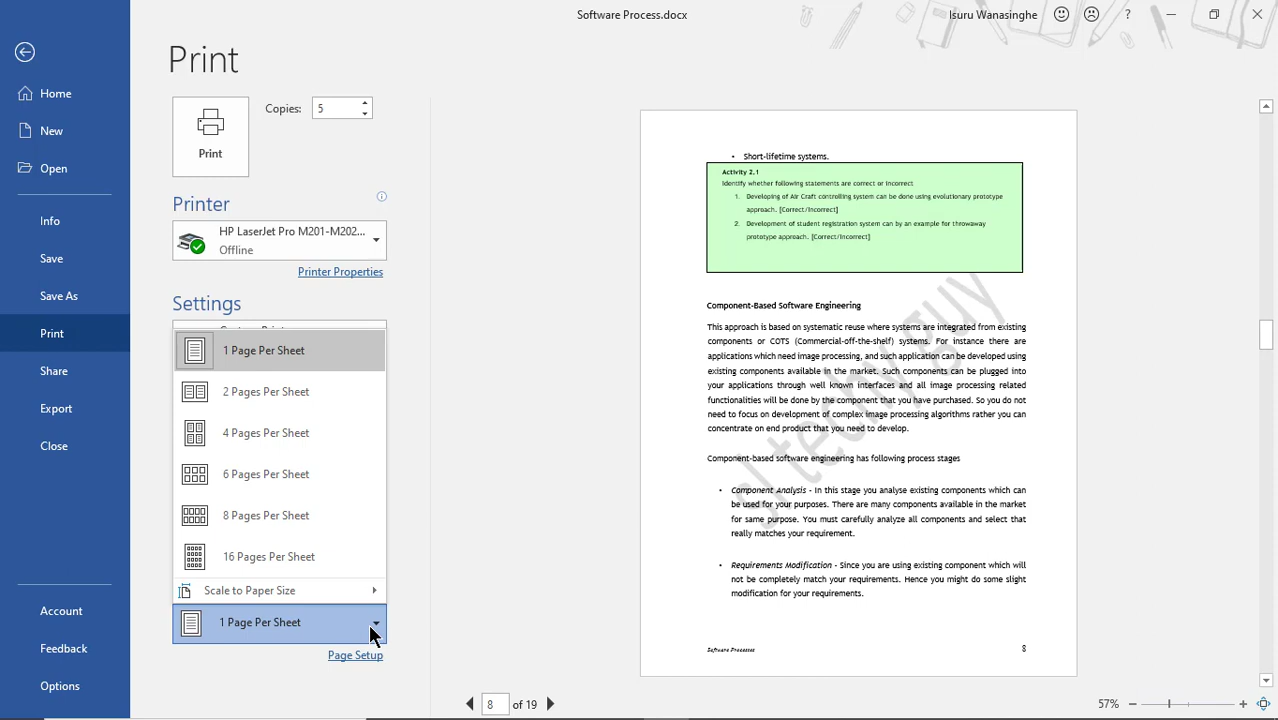 Software Process.docx
Isuru Wanasinghe
?
Print
Home
New
Open
Info
Save
Save As
Print
Share
Export
Close
Account
Feedback
Options
Print
Copies: 5
Printer
HP LaserJet Pro M201-M202...
Offline
Printer Properties
Settings
1 Page Per Sheet
2 Pages Per Sheet
4 Pages Per Sheet
6 Pages Per Sheet
8 Pages Per Sheet
16 Pages Per Sheet
Scale to Paper Size
1 Page Per Sheet
Page Setup
• Short-lifetime systems.
Activity 2.1
Identify whether following statements are correct or incorrect
1. Developing of Air Craft controlling system can be done using evolutionary prototype
approach. [Correct/Incorrect]
2. Development of student registration system can by an example for throwaway
prototype approach. [Correct/Incorrect]
Component-Based Software Engineering
This approach is based on systematic reuse where systems are integrated from existing
components or COTS (Commercial-off-the-shelf) systems. For instance there are
applications which need image processing, and such application can be developed using
existing components available in the market. Such components can be plugged into
your applications through well known interfaces and all image processing related
functionalities will be done by the component that you have purchased. So you do not
need to focus on development of complex image processing algorithms rather you can
concentrate on end product that you need to develop.
Component-based software engineering has following process stages
• Component Analysis - In this stage you analyse existing components which can
be used for your purposes. There are many components available in the market
for same purpose. You must carefully analyze all components and select that
really matches your requirement.
• Requirements Modification - Since you are using existing component which will
not be completely match your requirements. Hence you might do some slight
modification for your requirements.
Software Processes 8
sl techy guy
8 of 19
57%